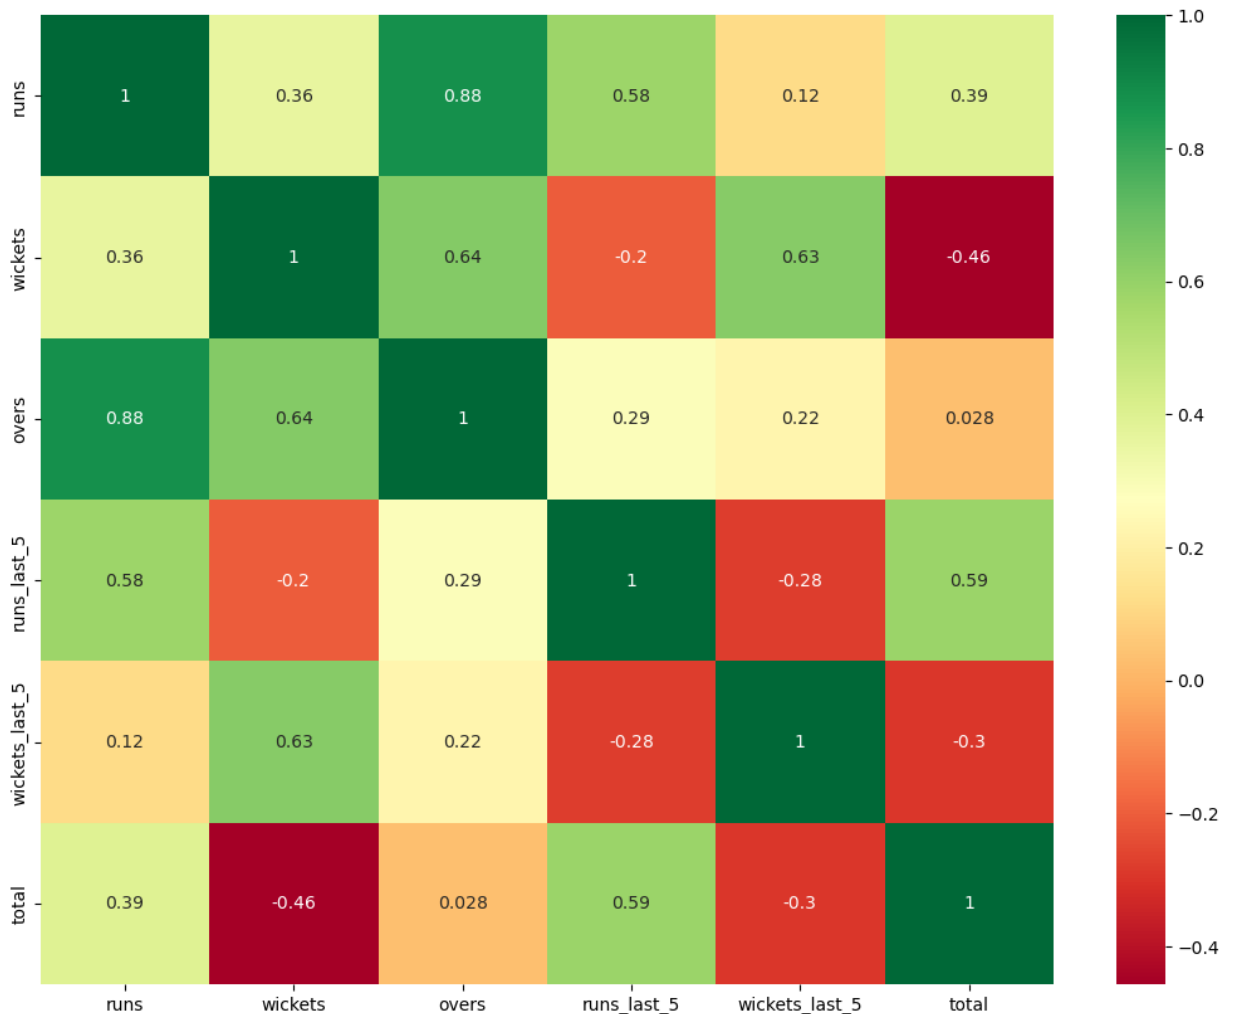 runs 1 0.36 0.88 0.58 0.12 0.39
wickets 0.36 1 0.64 -0.2 0.63 -0.46
overs 0.88 0.64 1 0.29 0.22 0.028
runs_last_5 0.58 -0.2 0.29 1 -0.28 0.59
wickets_last_5 0.12 0.63 0.22 -0.28 1 -0.3
total 0.39 -0.46 0.028 0.59 -0.3 1
runs wickets overs runs_last_5 wickets_last_5 total
1.0
0.8
0.6
0.4
0.2
0.0
−0.2
−0.4